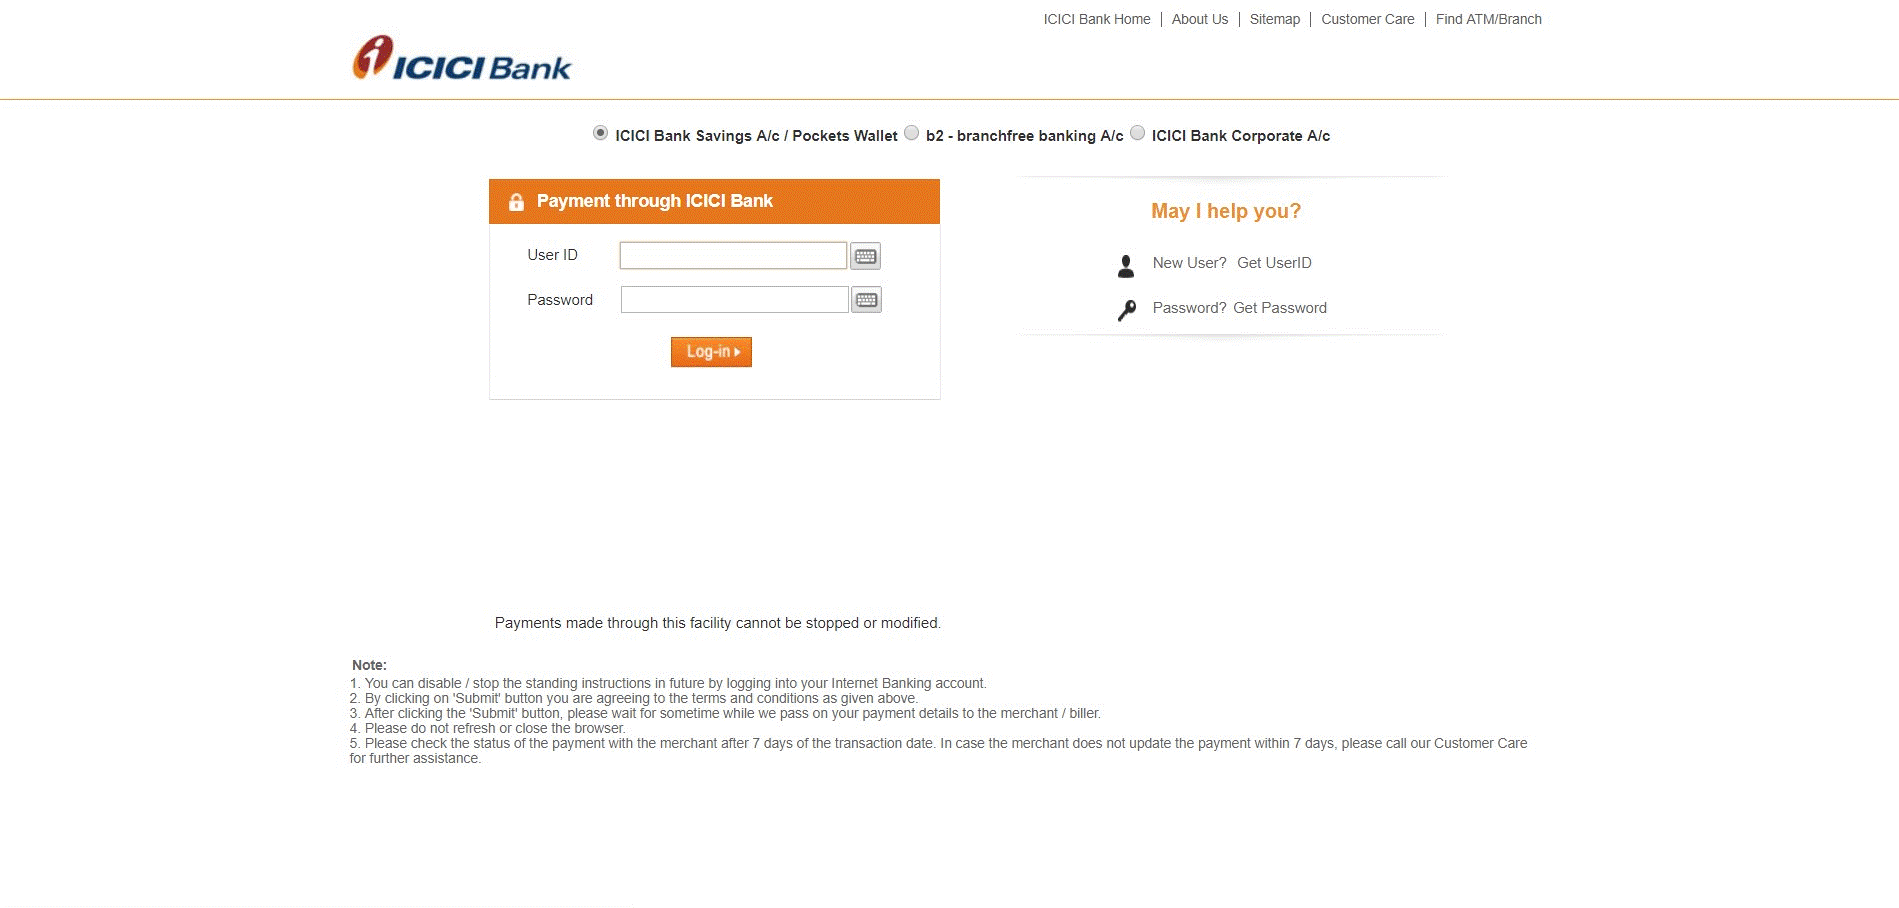 ICICI Bank Home | About Us | Sitemap | Customer Care | Find ATM/Branch
ICICI Bank
ICICI Bank Savings A/c / Pockets Wallet b2 - branchfree banking A/c ICICI Bank Corporate A/c
Payment through ICICI Bank
User ID
Password
Log-in
May I help you?
New User? Get UserID
Password? Get Password
Payments made through this facility cannot be stopped or modified.
Note:
1. You can disable / stop the standing instructions in future by logging into your Internet Banking account.
2. By clicking on 'Submit' button you are agreeing to the terms and conditions as given above.
3. After clicking the 'Submit' button, please wait for sometime while we pass on your payment details to the merchant / biller.
4. Please do not refresh or close the browser.
5. Please check the status of the payment with the merchant after 7 days of the transaction date. In case the merchant does not update the payment within 7 days, please call our Customer Care
for further assistance.